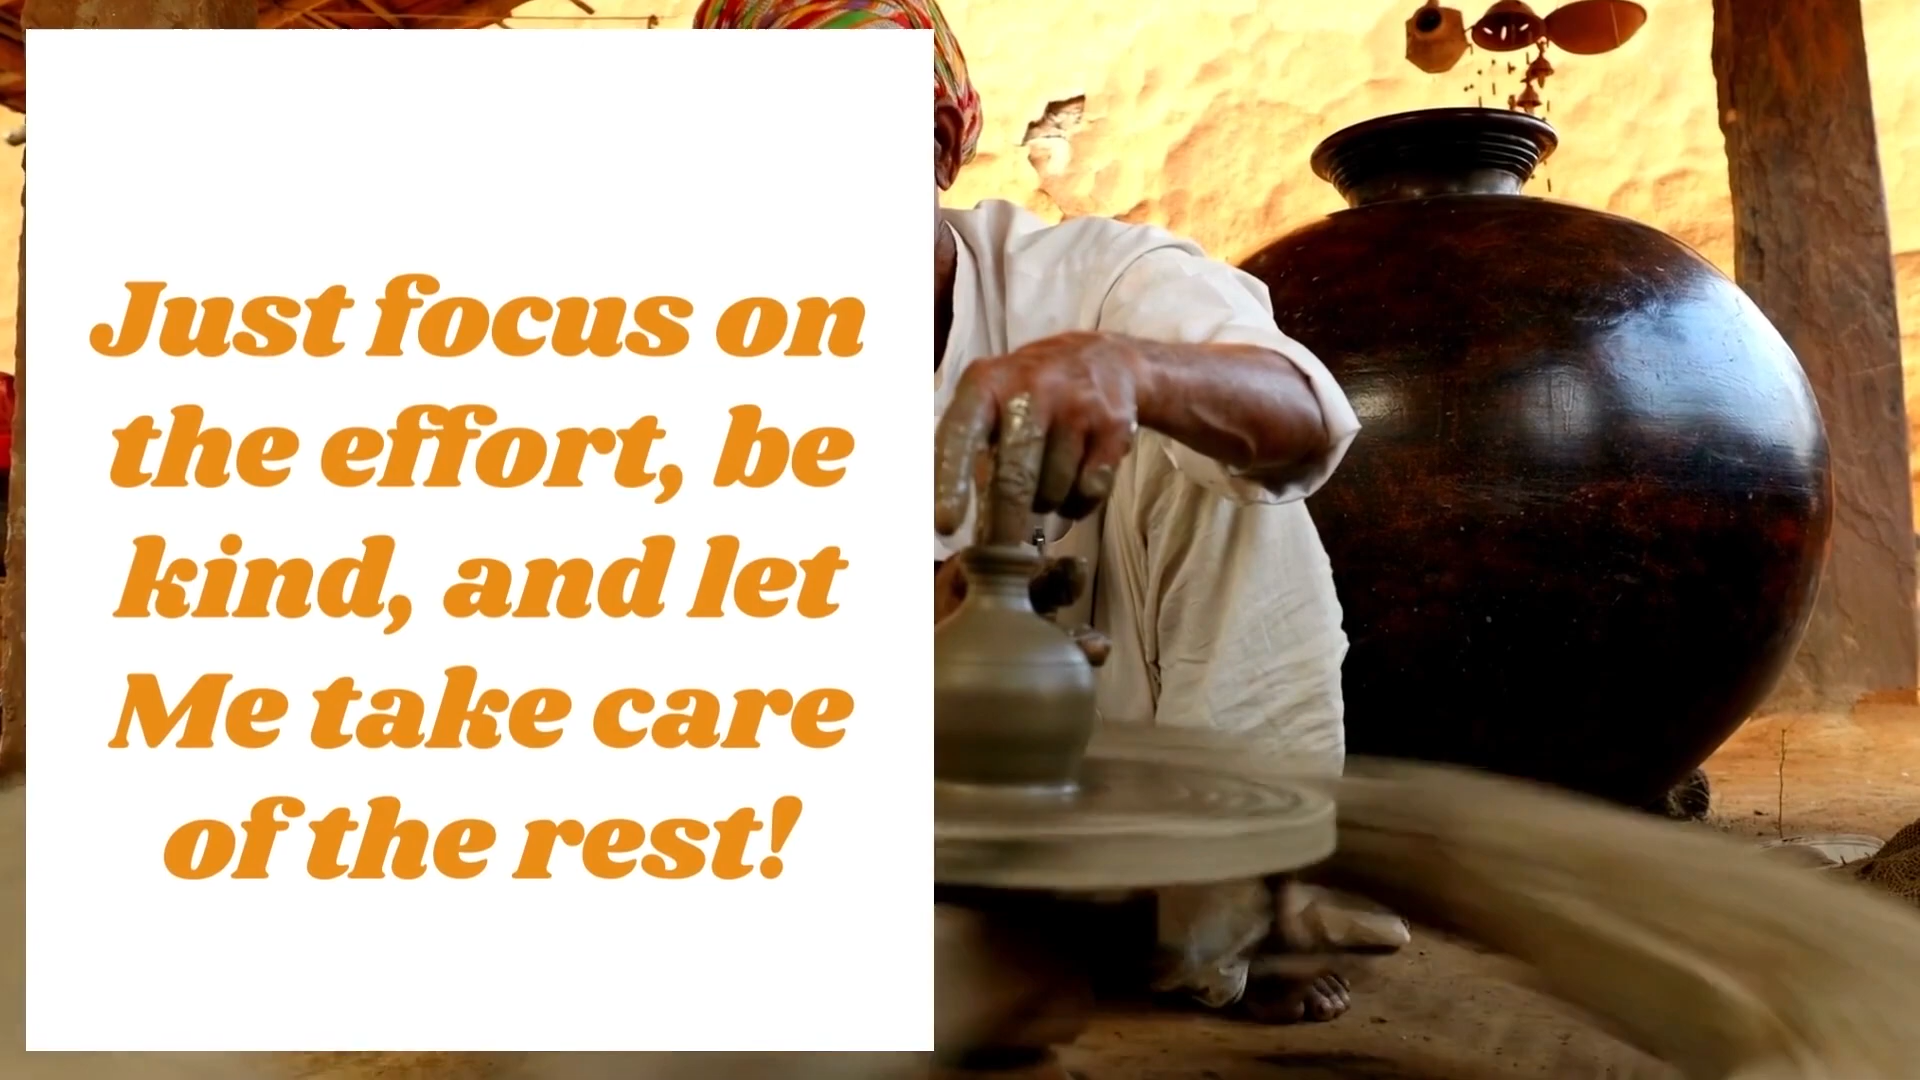 Just focus on
the effort, be
kind, and let
Me take care
of the rest!